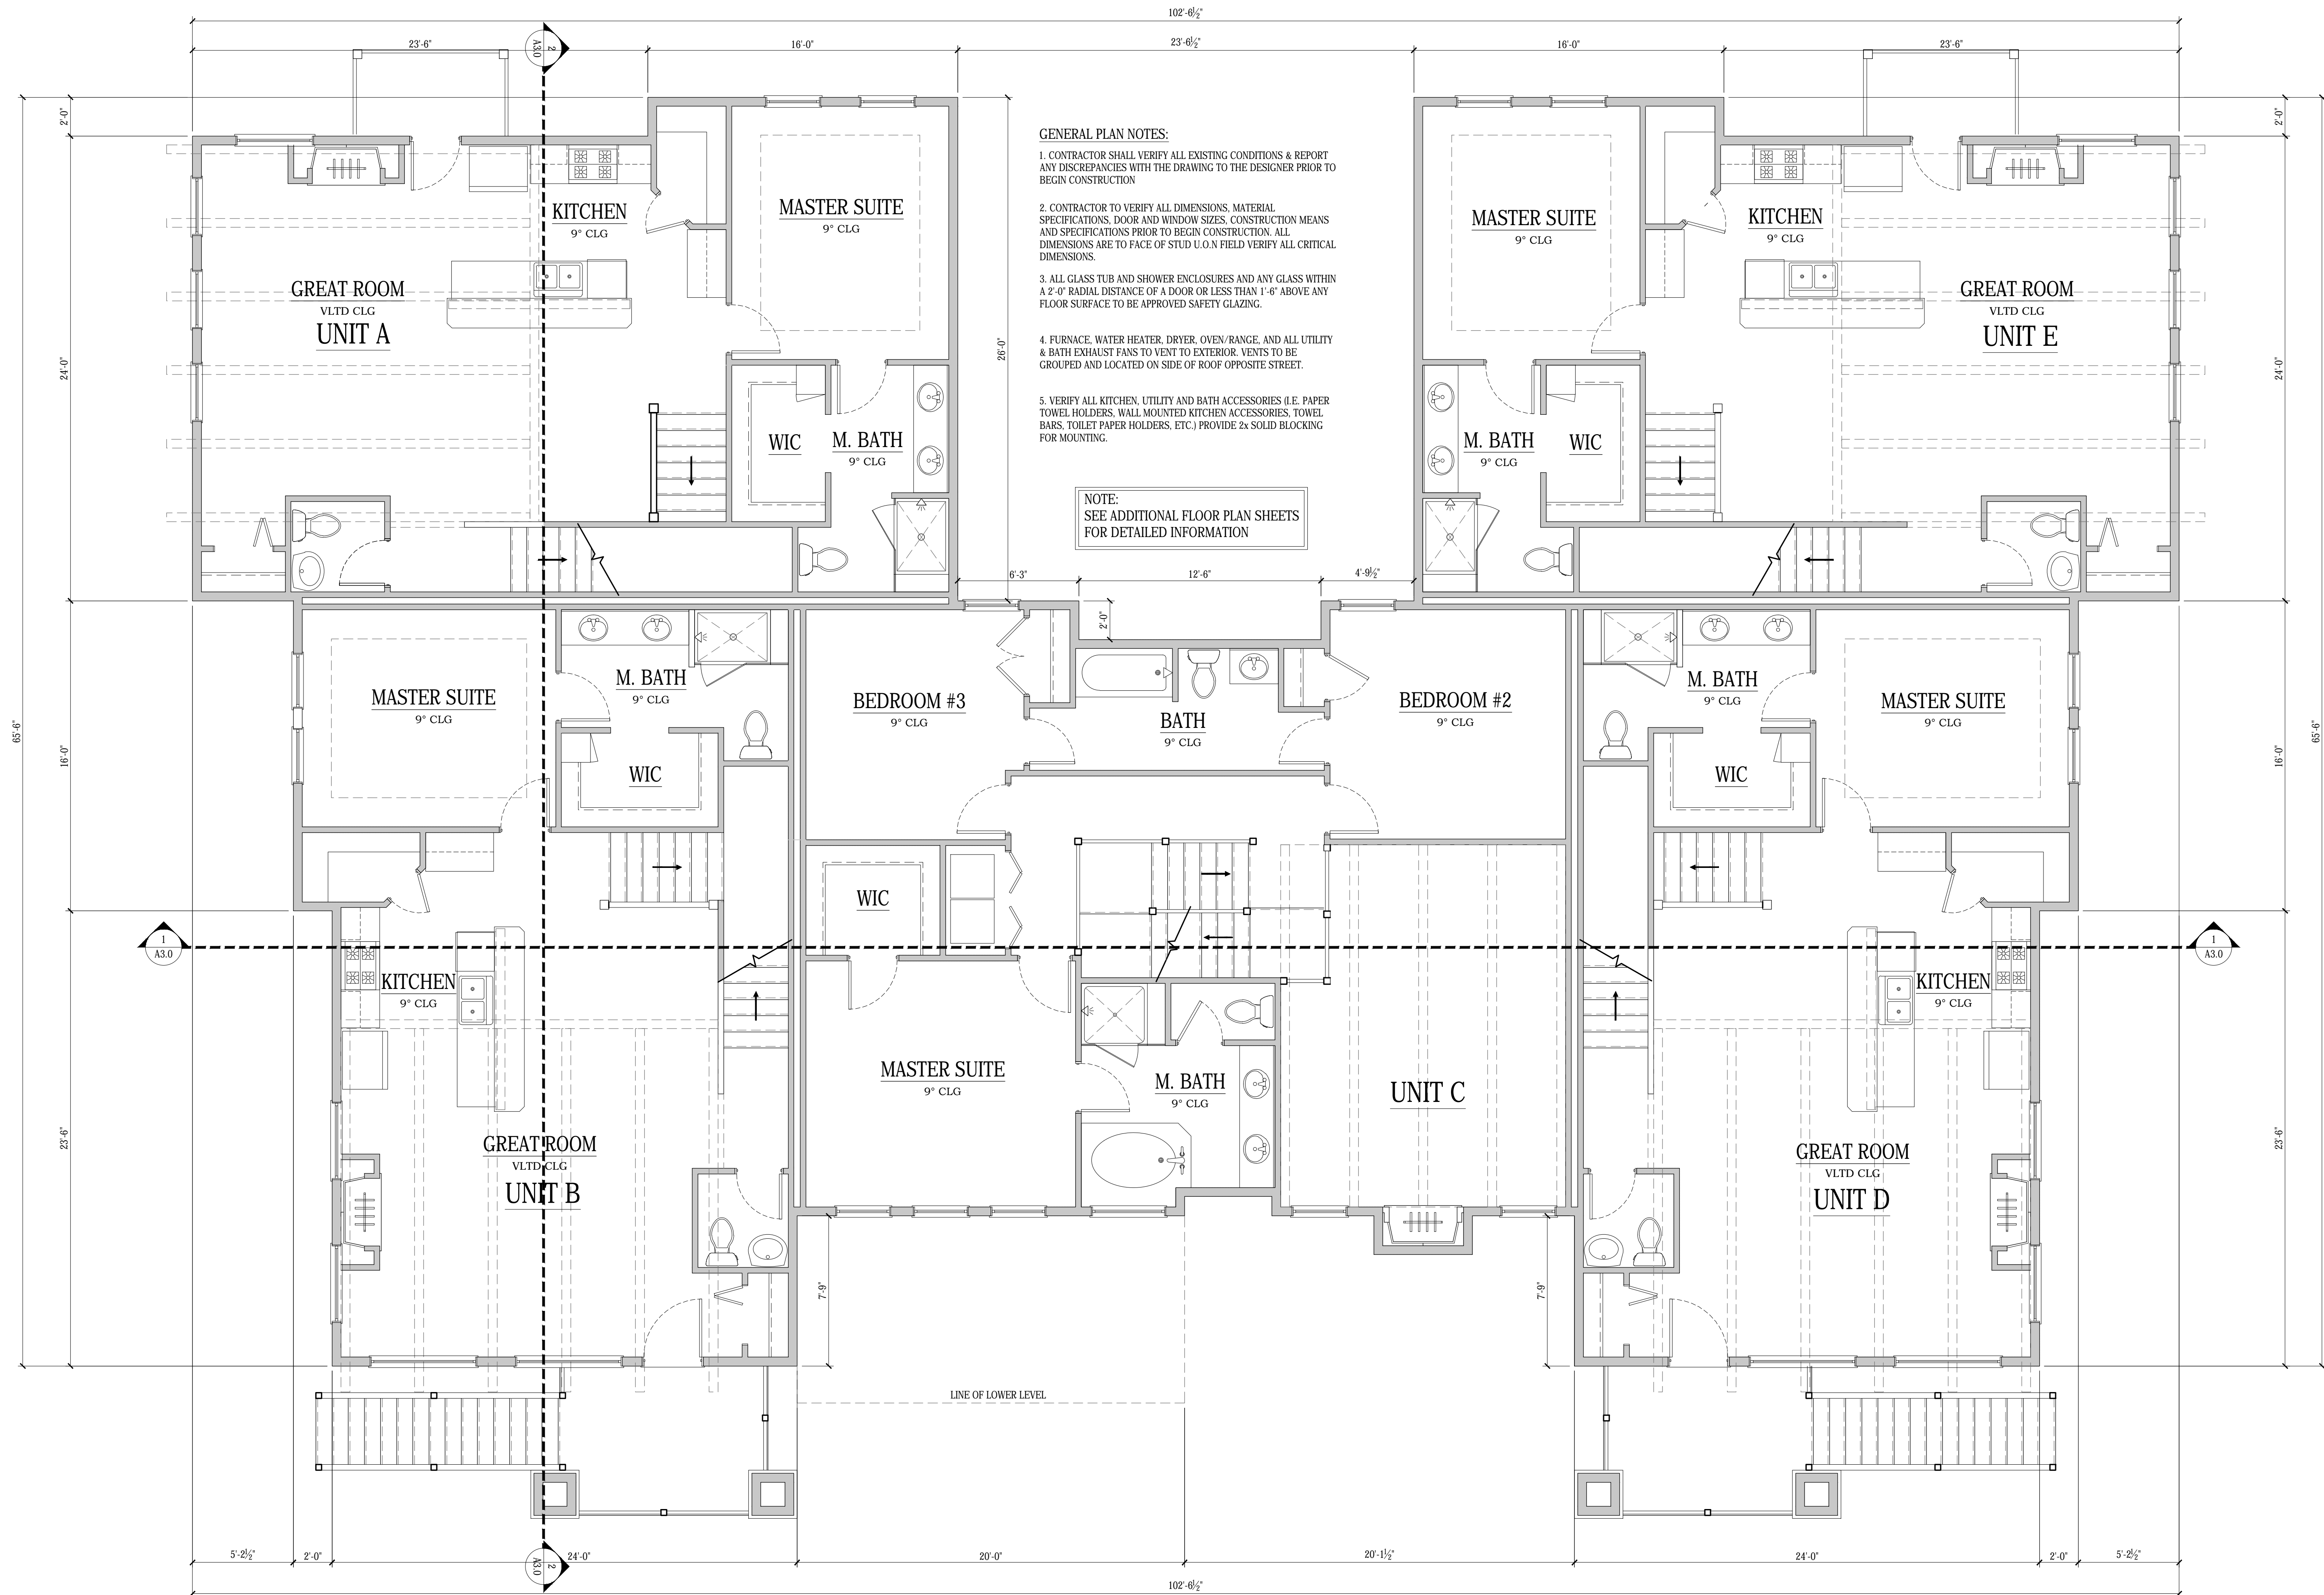 102'-6½"
23'-6"
2
A3.0
16'-0"
23'-6½"
16'-0"
23'-6"
2'-0"
2'-0"
GENERAL PLAN NOTES:
1. CONTRACTOR SHALL VERIFY ALL EXISTING CONDITIONS & REPORT
ANY DISCREPANCIES WITH THE DRAWING TO THE DESIGNER PRIOR TO
BEGIN CONSTRUCTION
2. CONTRACTOR TO VERIFY ALL DIMENSIONS, MATERIAL
SPECIFICATIONS, DOOR AND WINDOW SIZES, CONSTRUCTION MEANS
AND SPECIFICATIONS PRIOR TO BEGIN CONSTRUCTION. ALL
DIMENSIONS ARE TO FACE OF STUD U.O.N FIELD VERIFY ALL CRITICAL
DIMENSIONS.
3. ALL GLASS TUB AND SHOWER ENCLOSURES AND ANY GLASS WITHIN
A 2'-0" RADIAL DISTANCE OF A DOOR OR LESS THAN 1'-6" ABOVE ANY
FLOOR SURFACE TO BE APPROVED SAFETY GLAZING.
4. FURNACE, WATER HEATER, DRYER, OVEN/RANGE, AND ALL UTILITY
& BATH EXHAUST FANS TO VENT TO EXTERIOR. VENTS TO BE
GROUPED AND LOCATED ON SIDE OF ROOF OPPOSITE STREET.
5. VERIFY ALL KITCHEN, UTILITY AND BATH ACCESSORIES (I.E. PAPER
TOWEL HOLDERS, WALL MOUNTED KITCHEN ACCESSORIES, TOWEL
BARS, TOILET PAPER HOLDERS, ETC.) PROVIDE 2x SOLID BLOCKING
FOR MOUNTING.
NOTE:
SEE ADDITIONAL FLOOR PLAN SHEETS
FOR DETAILED INFORMATION
KITCHEN
9° CLG
MASTER SUITE
9° CLG
GREAT ROOM
VLTD CLG
UNIT A
WIC
M. BATH
9° CLG
26'-0"
24'-0"
MASTER SUITE
9° CLG
KITCHEN
9° CLG
GREAT ROOM
VLTD CLG
UNIT E
M. BATH
9° CLG
WIC
24'-0"
6'-3"
12'-6"
4'-9½"
2'-0"
65'-6"
16'-0"
MASTER SUITE
9° CLG
M. BATH
9° CLG
WIC
BEDROOM #3
9° CLG
BATH
9° CLG
BEDROOM #2
9° CLG
M. BATH
9° CLG
MASTER SUITE
9° CLG
WIC
16'-0"
65'-6"
WIC
1
A3.0
1
A3.0
KITCHEN
9° CLG
GREAT ROOM
VLTD CLG
UNIT B
23'-6"
MASTER SUITE
9° CLG
M. BATH
9° CLG
UNIT C
KITCHEN
9° CLG
GREAT ROOM
VLTD CLG
UNIT D
23'-6"
7'-9"
7'-9"
LINE OF LOWER LEVEL
5'-2½"
2'-0"
2
A3.0
24'-0"
20'-0"
20'-1½"
24'-0"
2'-0"
5'-2½"
102'-6½"